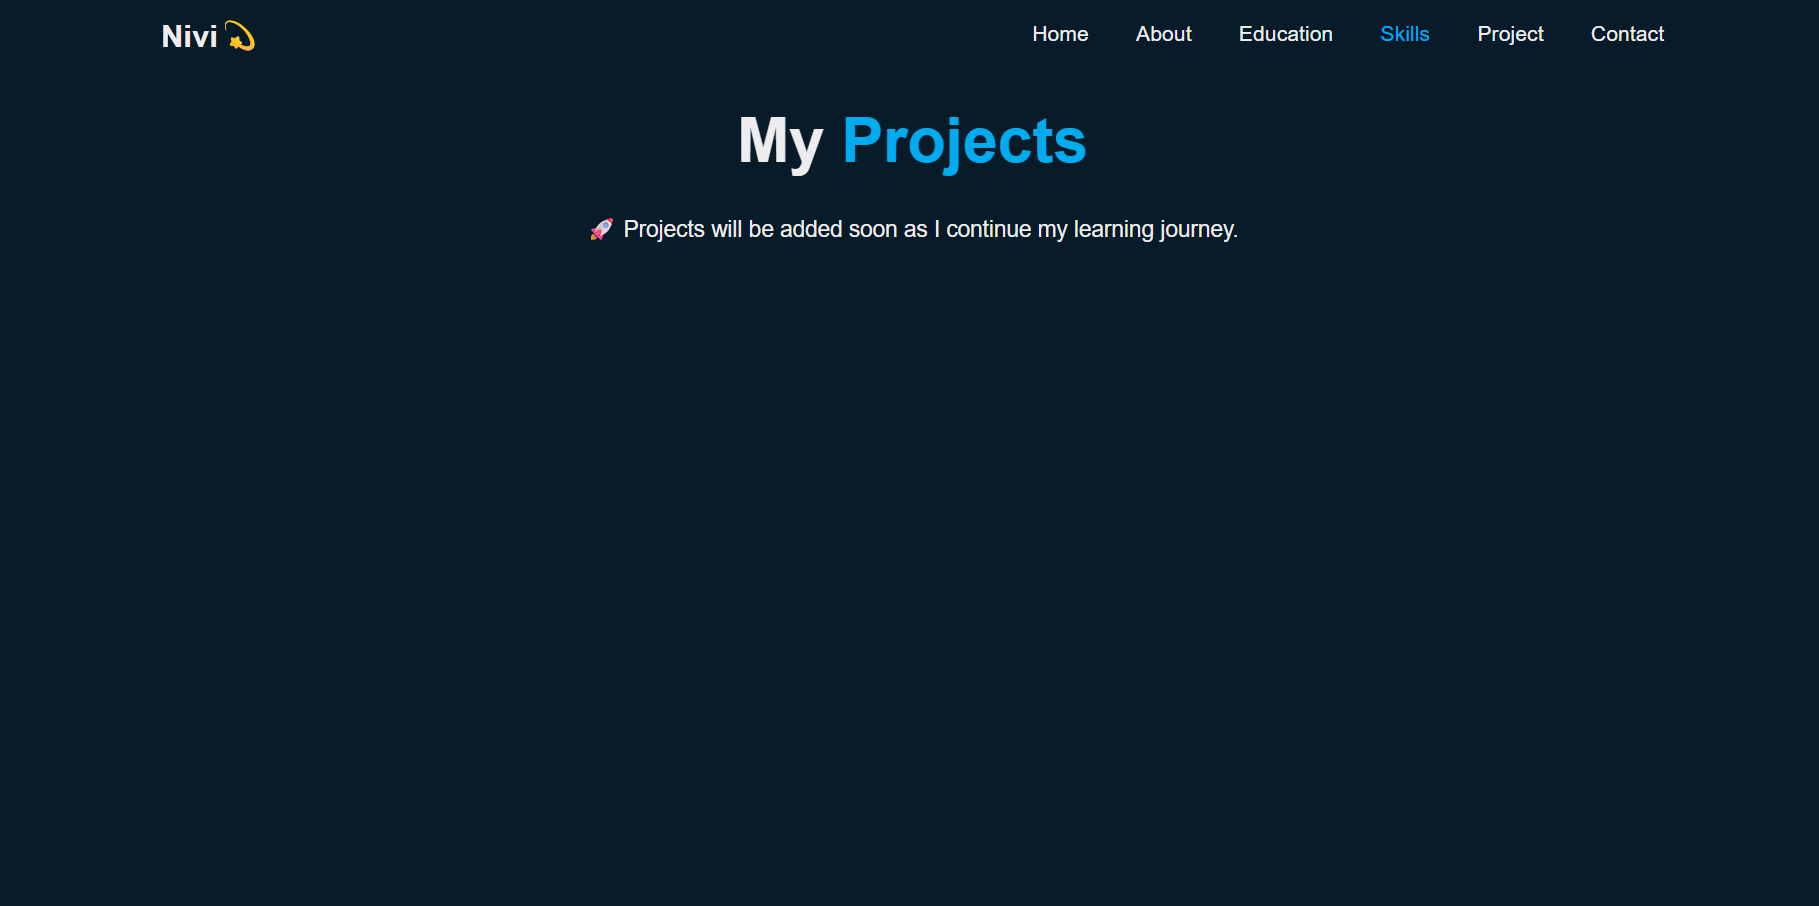 Nivi 💫
Home About Education Skills Project Contact
My Projects
🚀 Projects will be added soon as I continue my learning journey.